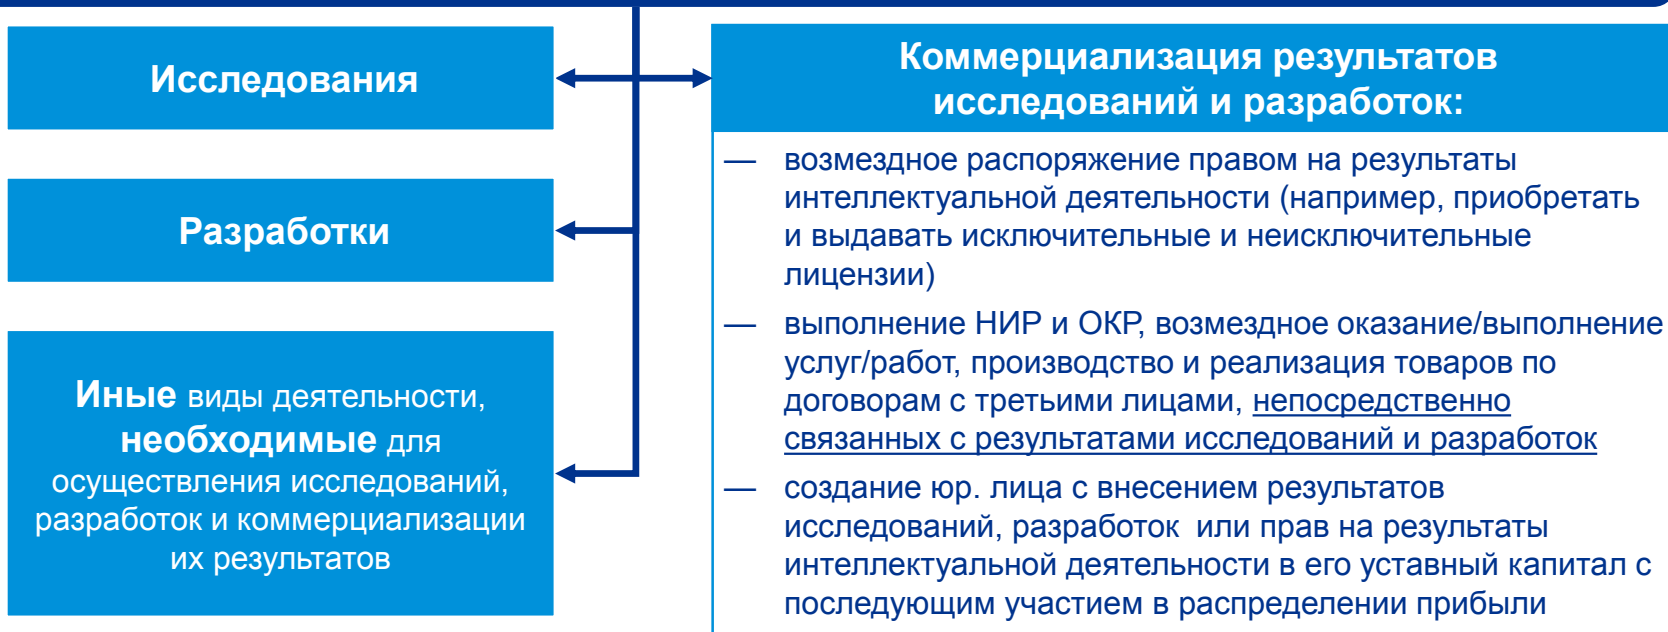 Исследования
Разработки
Иные виды деятельности,
необходимые для
осуществления исследований,
разработок и коммерциализации
их результатов
Коммерциализация результатов
исследований и разработок:
— возмездное распоряжение правом на результаты
интеллектуальной деятельности (например, приобретать
и выдавать исключительные и неисключительные
лицензии)
— выполнение НИР и ОКР, возмездное оказание/выполнение
услуг/работ, производство и реализация товаров по
договорам с третьими лицами, непосредственно
связанных с результатами исследований и разработок
— создание юр. лица с внесением результатов
исследований, разработок или прав на результаты
интеллектуальной деятельности в его уставный капитал с
последующим участием в распределении прибыли